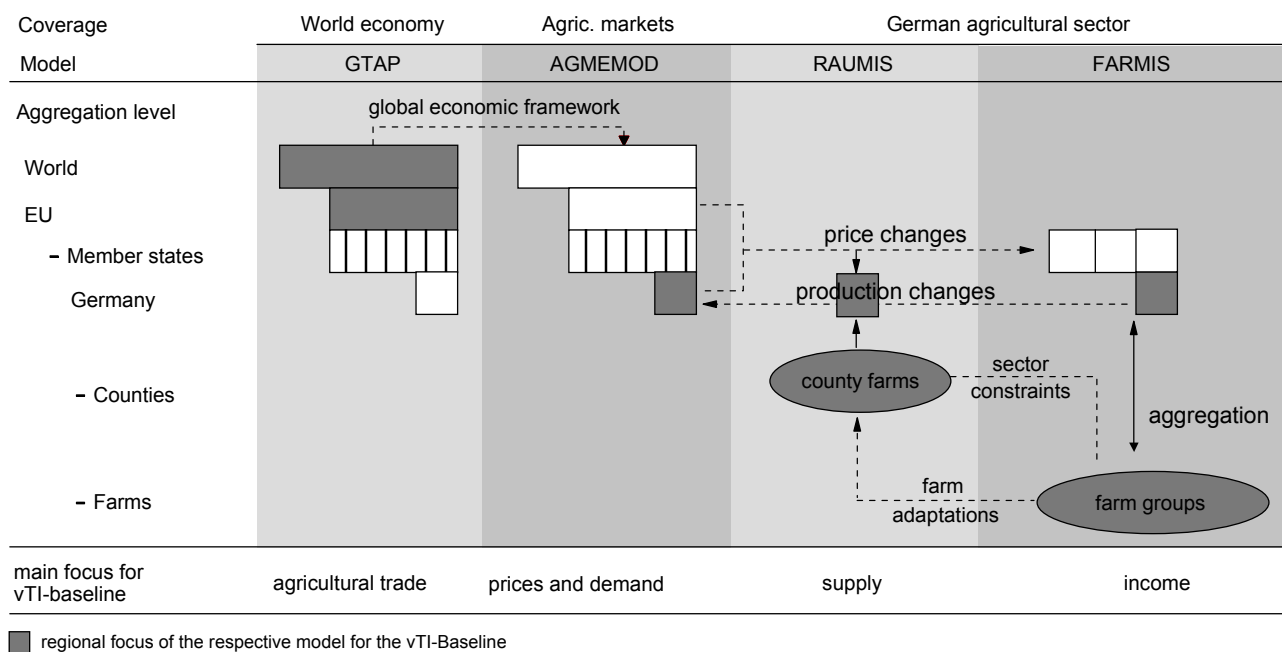 Coverage World economy Agric. markets German agricultural sector
Model GTAP AGMEMOD RAUMIS FARMIS
Aggregation level
global economic framework
World
EU
price changes
– Member states
production changes
Germany
county farms
sector
constraints
– Counties
aggregation
farm
adaptations
– Farms
farm groups
main focus for
vTI-baseline
agricultural trade prices and demand supply income
regional focus of the respective model for the vTI-Baseline